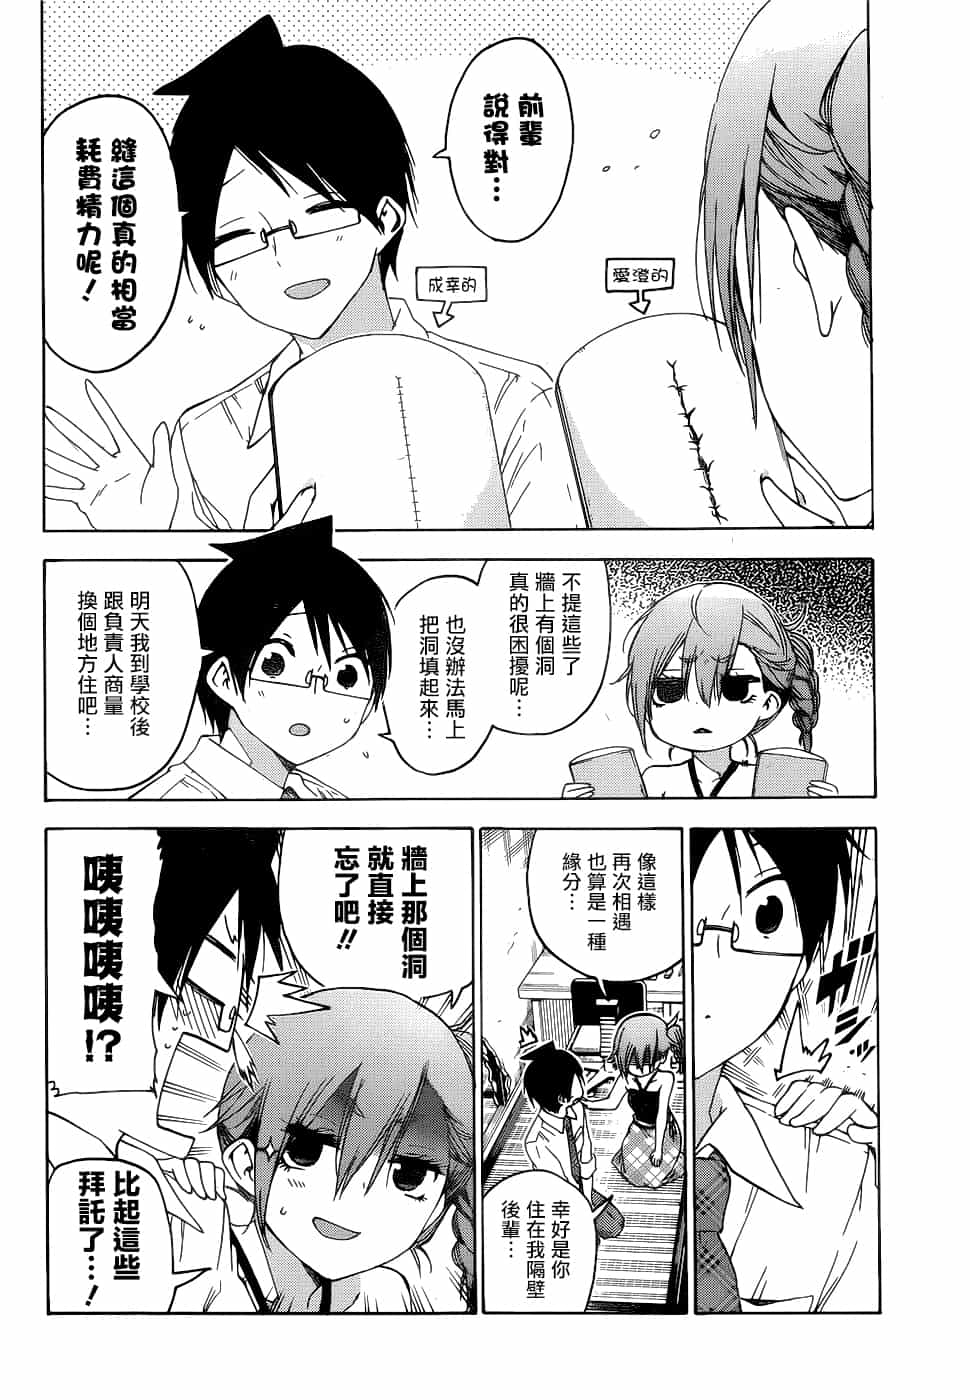 前輩
說得對…
愛澄的
成幸的
縫這個真的相當
耗費精力呢！
不提這些了
牆上有個洞
真的很困擾呢…
也沒辦法馬上
把洞填起來…
明天我到學校後
跟負責人商量
換個地方住吧…
像這樣
再次相遇
也算是一種
緣分…
幸好是你
住在我隔壁
後輩…
牆上那個洞
就直接
忘了吧!!
咦咦咦咦!?
比起這些
拜託了…！